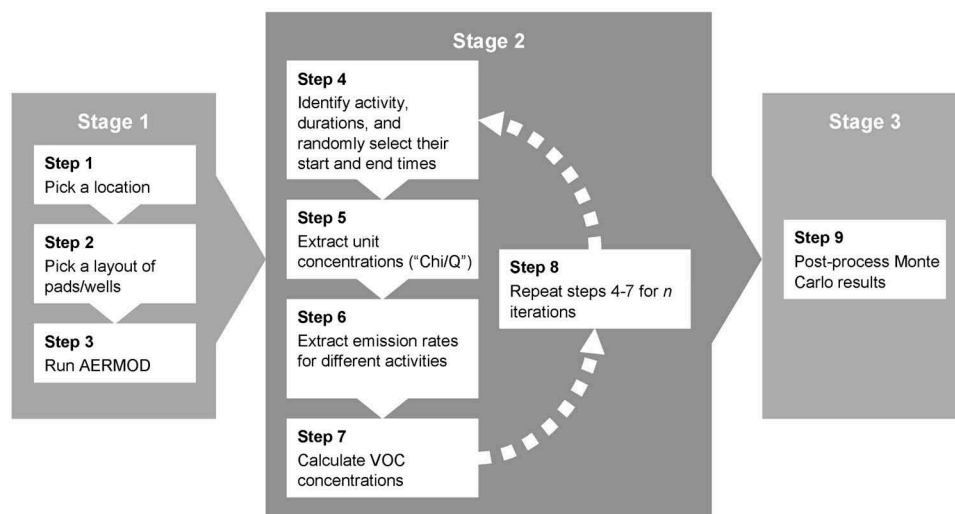 Stage 1
Step 1
Pick a location
Step 2
Pick a layout of
pads/wells
Step 3
Run AERMOD
Stage 2
Step 4
Identify activity,
durations, and
randomly select their
start and end times
Step 5
Extract unit
concentrations (“Chi/Q”)
Step 6
Extract emission rates
for different activities
Step 7
Calculate VOC
concentrations
Step 8
Repeat steps 4-7 for n
iterations
Stage 3
Step 9
Post-process Monte
Carlo results